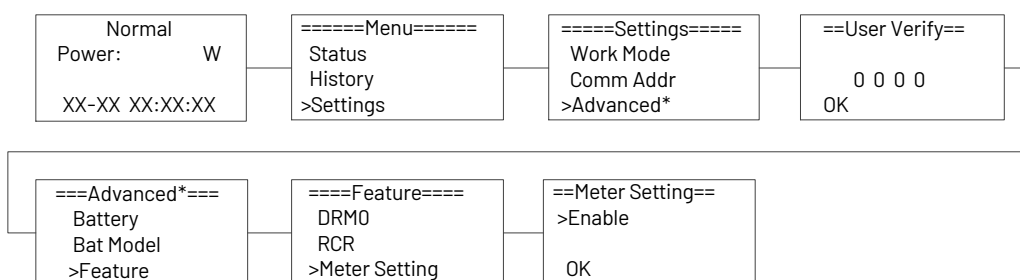 Normal
Power: W
XX-XX XX:XX:XX
======Menu======
Status
History
>Settings
=====Settings=====
Work Mode
Comm Addr
>Advanced*
==User Verify==
0 0 0 0
OK
===Advanced*===
Battery
Bat Model
>Feature
====Feature====
DRM0
RCR
>Meter Setting
==Meter Setting==
>Enable
OK